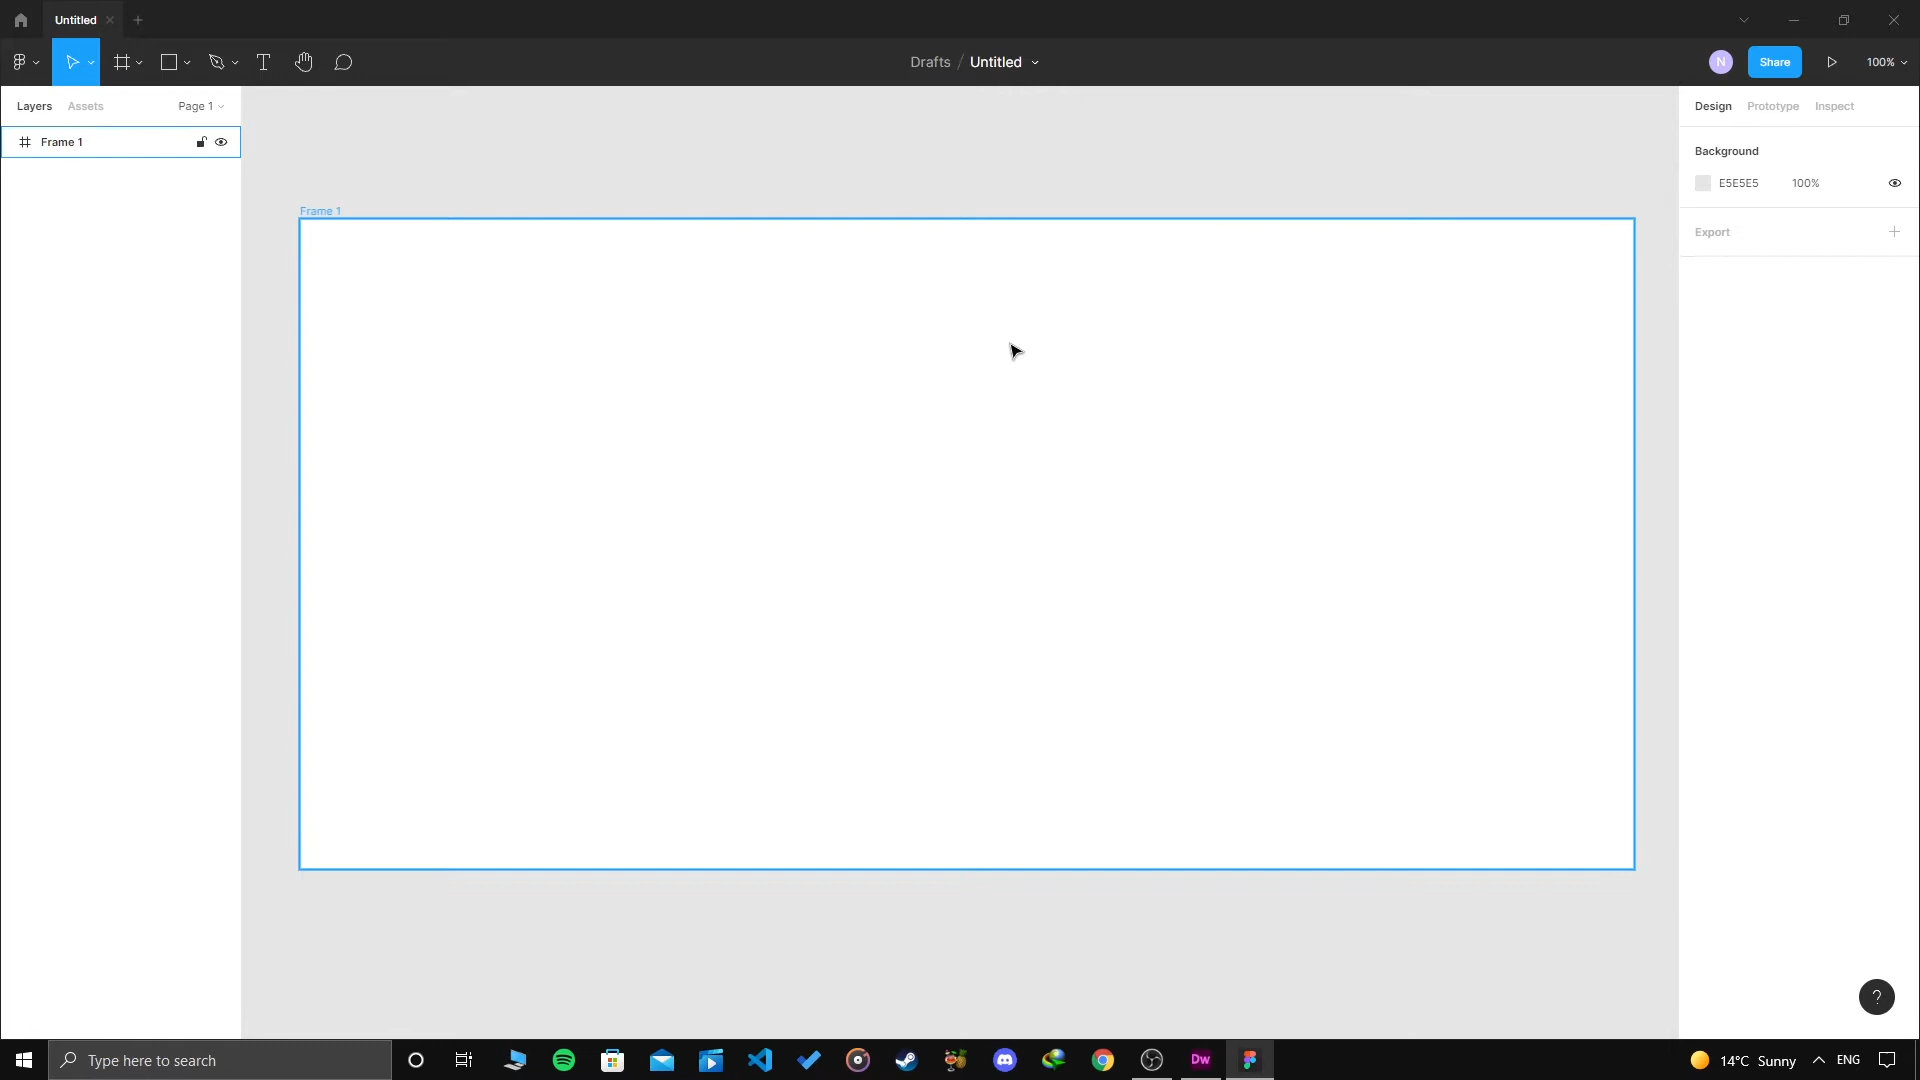 Untitled
Drafts / Untitled
N
Share
100%
Layers
Assets
Page 1
Design
Prototype
Inspect
Frame 1
Background
E5E5E5
100%
Frame 1
Export
?
Type here to search
Dw
14°C Sunny
ENG